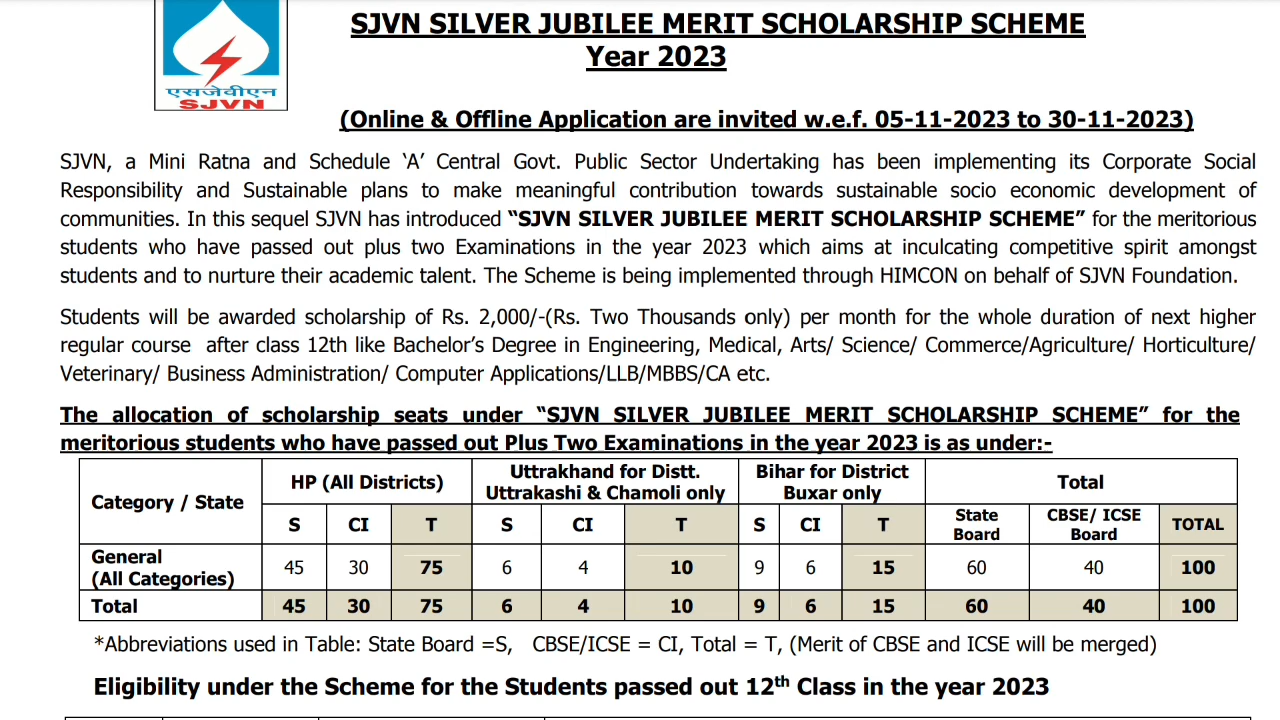 SJVN SILVER JUBILEE MERIT SCHOLARSHIP SCHEME
Year 2023
एसजेवीएन
SJVN
(Online & Offline Application are invited w.e.f. 05-11-2023 to 30-11-2023)
SJVN, a Mini Ratna and Schedule ‘A’ Central Govt. Public Sector Undertaking has been implementing its Corporate Social
Responsibility and Sustainable plans to make meaningful contribution towards sustainable socio economic development of
communities. In this sequel SJVN has introduced “SJVN SILVER JUBILEE MERIT SCHOLARSHIP SCHEME” for the meritorious
students who have passed out plus two Examinations in the year 2023 which aims at inculcating competitive spirit amongst
students and to nurture their academic talent. The Scheme is being implemented through HIMCON on behalf of SJVN Foundation.
Students will be awarded scholarship of Rs. 2,000/-(Rs. Two Thousands only) per month for the whole duration of next higher
regular course after class 12th like Bachelor’s Degree in Engineering, Medical, Arts/ Science/ Commerce/Agriculture/ Horticulture/
Veterinary/ Business Administration/ Computer Applications/LLB/MBBS/CA etc.
The allocation of scholarship seats under “SJVN SILVER JUBILEE MERIT SCHOLARSHIP SCHEME” for the
meritorious students who have passed out Plus Two Examinations in the year 2023 is as under:-
Category / State HP (All Districts) Uttrakhand for Distt. Uttrakashi & Chamoli only Bihar for District Buxar only Total
S CI T S CI T S CI T State Board CBSE/ ICSE Board TOTAL
General (All Categories) 45 30 75 6 4 10 9 6 15 60 40 100
Total 45 30 75 6 4 10 9 6 15 60 40 100
*Abbreviations used in Table: State Board =S, CBSE/ICSE = CI, Total = T, (Merit of CBSE and ICSE will be merged)
Eligibility under the Scheme for the Students passed out 12th Class in the year 2023